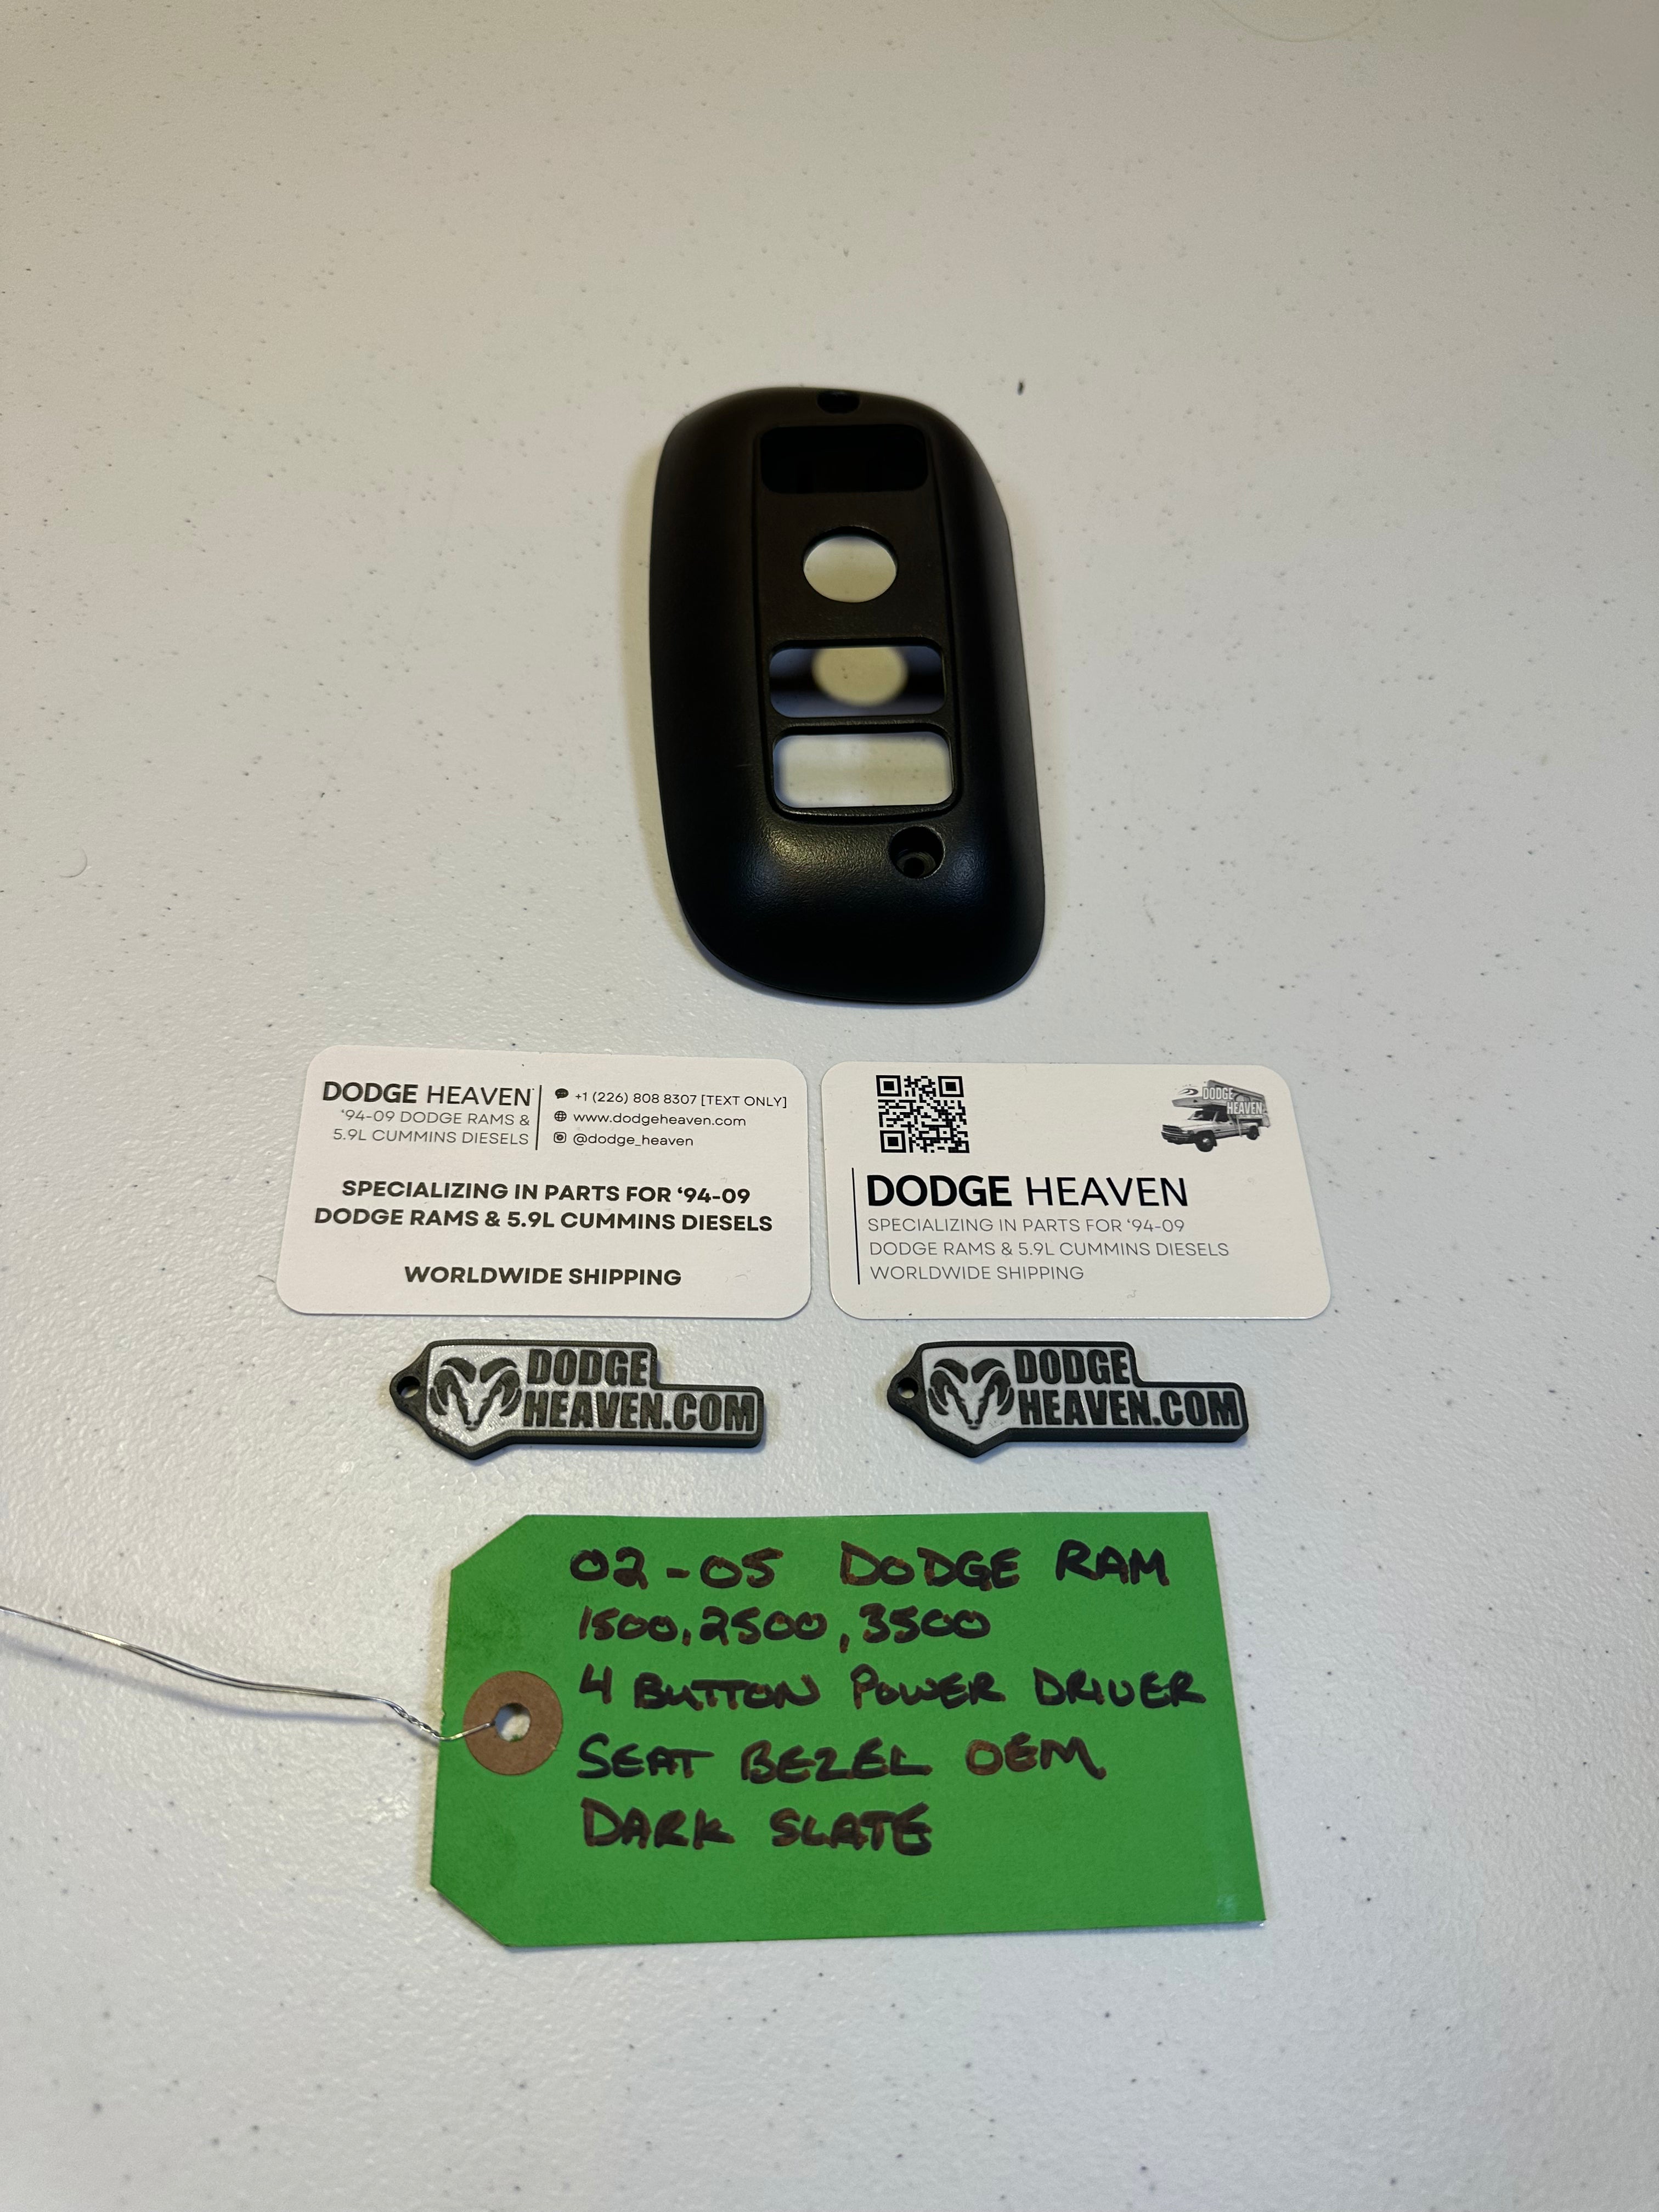 DODGE HEAVEN
'94-09 DODGE RAMS &
5.9L CUMMINS DIESELS
+1 (226) 808 8307 [TEXT ONLY]
www.dodgeheaven.com
@dodge_heaven
SPECIALIZING IN PARTS FOR '94-09
DODGE RAMS & 5.9L CUMMINS DIESELS
WORLDWIDE SHIPPING
DODGE
HEAVEN
DODGE HEAVEN
SPECIALIZING IN PARTS FOR '94-09
DODGE RAMS & 5.9L CUMMINS DIESELS
WORLDWIDE SHIPPING
DODGE
HEAVEN.COM
DODGE
HEAVEN.COM
02-05 DODGE RAM
1500, 2500, 3500
4 BUTTON POWER DRIVER
SEAT BEZEL OEM
DARK SLATE